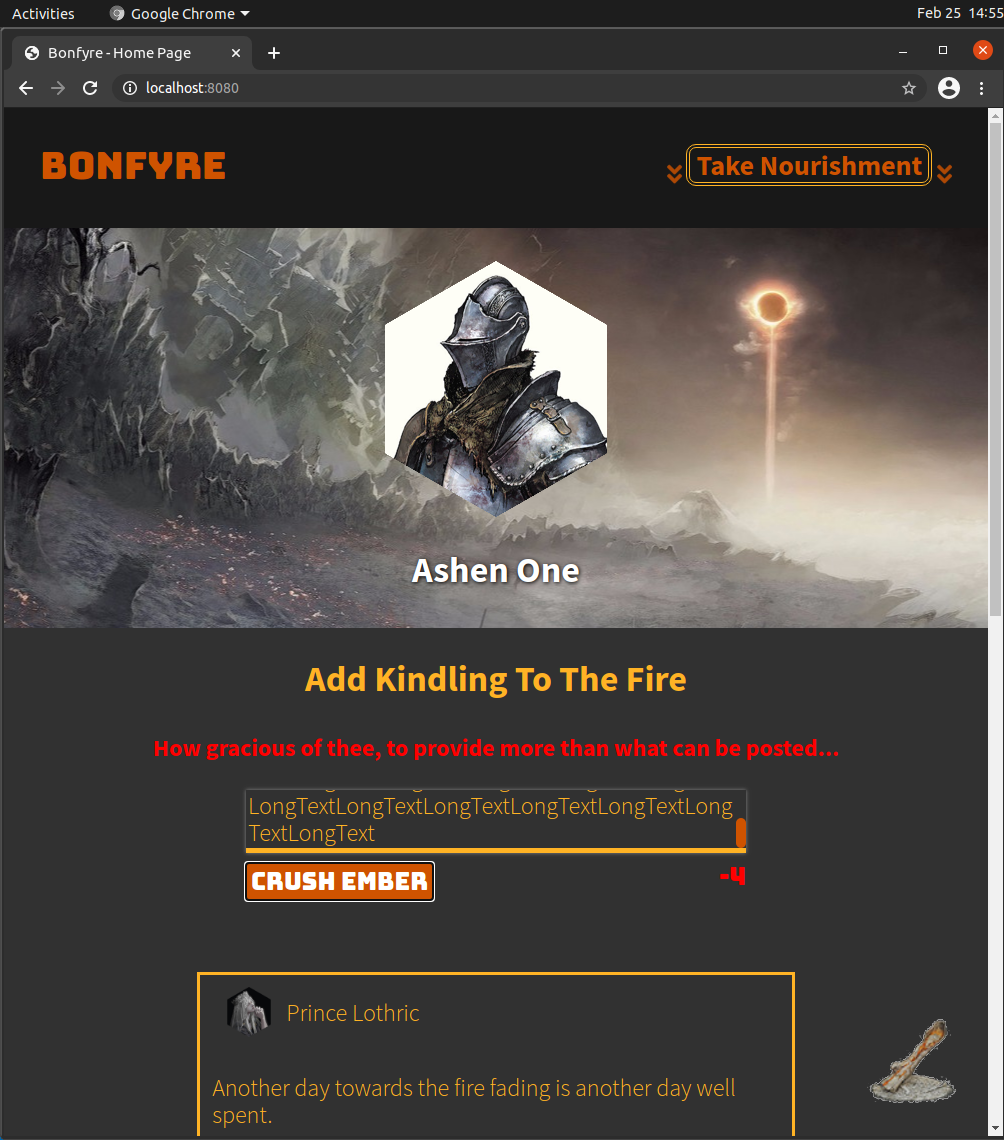 Activities
Google Chrome
Feb 25 14:55
Bonfyre - Home Page
localhost:8080
BONFYRE
Take Nourishment
Ashen One
Add Kindling To The Fire
How gracious of thee, to provide more than what can be posted...
LongTextLongTextLongTextLongTextLongTextLong
TextLongText
CRUSH EMBER
-4
Prince Lothric
Another day towards the fire fading is another day well
spent.